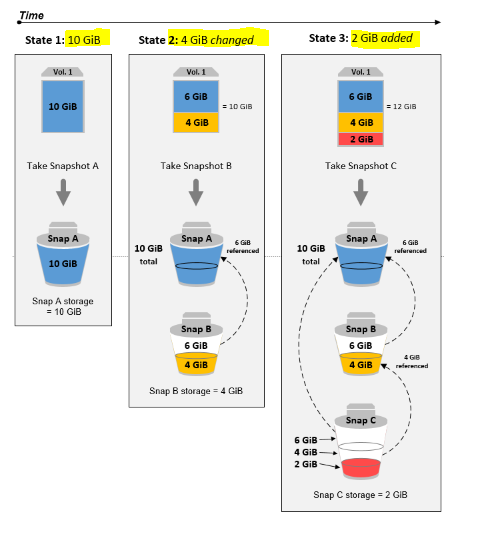 Time
State 1: 10 GiB
Vol. 1
10 GiB
Take Snapshot A
Snap A
10 GiB
Snap A storage
= 10 GiB
State 2: 4 GiB changed
Vol. 1
6 GiB
= 10 GiB
4 GiB
Take Snapshot B
Snap A
10 GiB
total
6 GiB
referenced
Snap B
6 GiB
4 GiB
Snap B storage = 4 GiB
State 3: 2 GiB added
Vol. 1
6 GiB
= 12 GiB
4 GiB
2 GiB
Take Snapshot C
Snap A
10 GiB
total
6 GiB
referenced
Snap B
6 GiB
4 GiB
4 GiB
referenced
Snap C
6 GiB
4 GiB
2 GiB
Snap C storage = 2 GiB